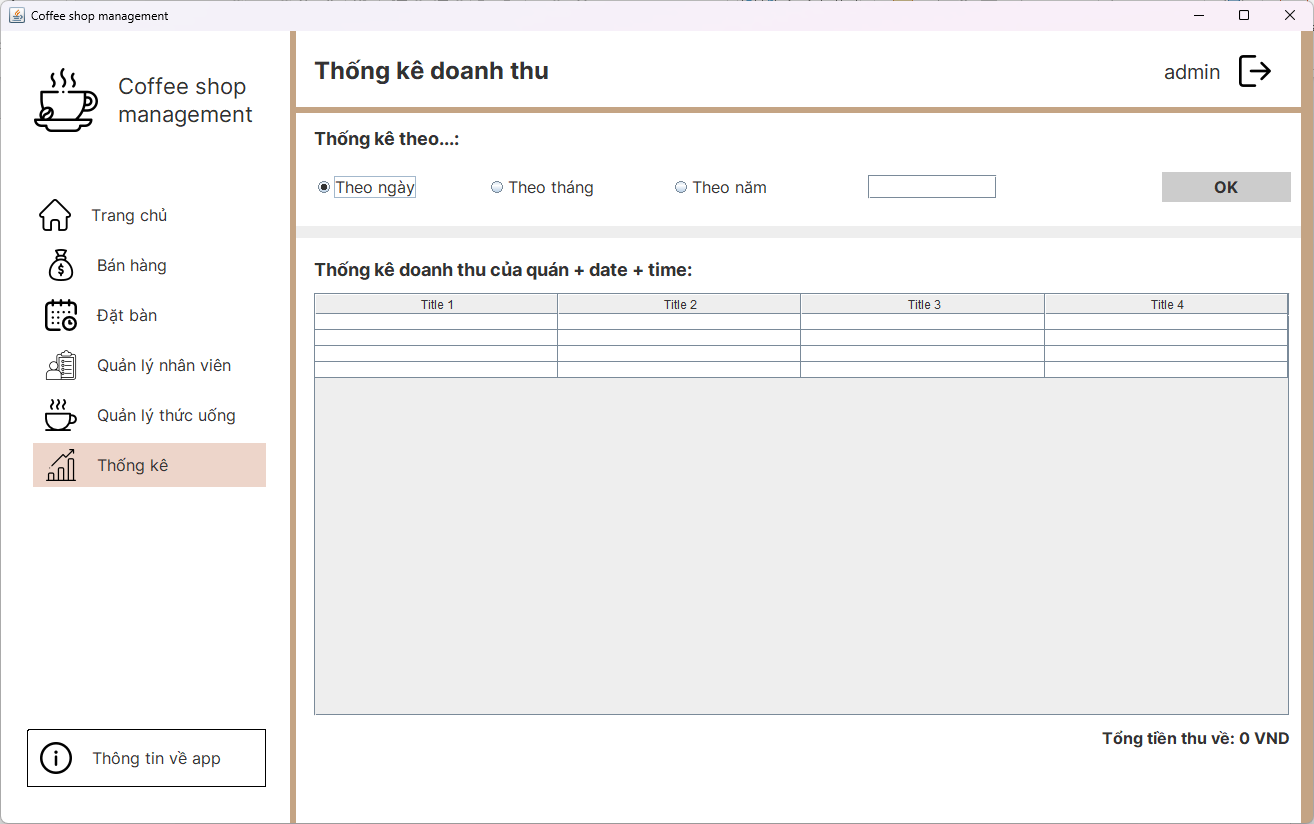 Coffee shop management
Coffee shop
management
Trang chủ
Bán hàng
Đặt bàn
Quản lý nhân viên
Quản lý thức uống
Thống kê
Thông tin về app
Thống kê doanh thu
admin
Thống kê theo...:
Theo ngày Theo tháng Theo năm OK
Thống kê doanh thu của quán + date + time:
Title 1 Title 2 Title 3 Title 4
Tổng tiền thu về: 0 VND